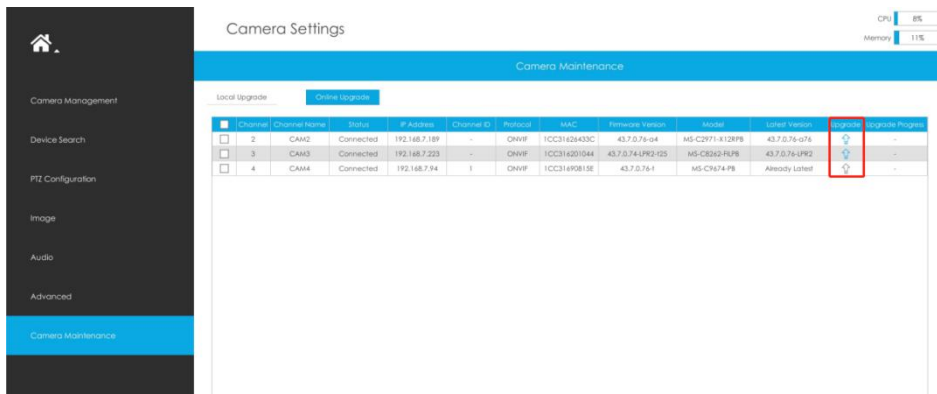 Camera Settings
CPU 8%
Memory 11%
Camera Maintenance
Local Upgrade Online Upgrade
Channel Channel Name Status IP Address Channel ID Protocol MAC Firmware Version Model Latest Version Upgrade Upgrade Progress
2 CAM2 Connected 192.168.7.189 - ONVIF 1CC31626433C 43.7.0.76-a4 MS-C2971-X12RPB 43.7.0.76-a76 -
3 CAM3 Connected 192.168.7.223 - ONVIF 1CC316201044 43.7.0.74-LPR2-t25 MS-C8262-FILPB 43.7.0.76-LPR2 -
4 CAM4 Connected 192.168.7.94 1 ONVIF 1CC31690B15E 43.7.0.76-t MS-C9674-PB Already Latest -
Camera Management
Device Search
PTZ Configuration
Image
Audio
Advanced
Camera Maintenance